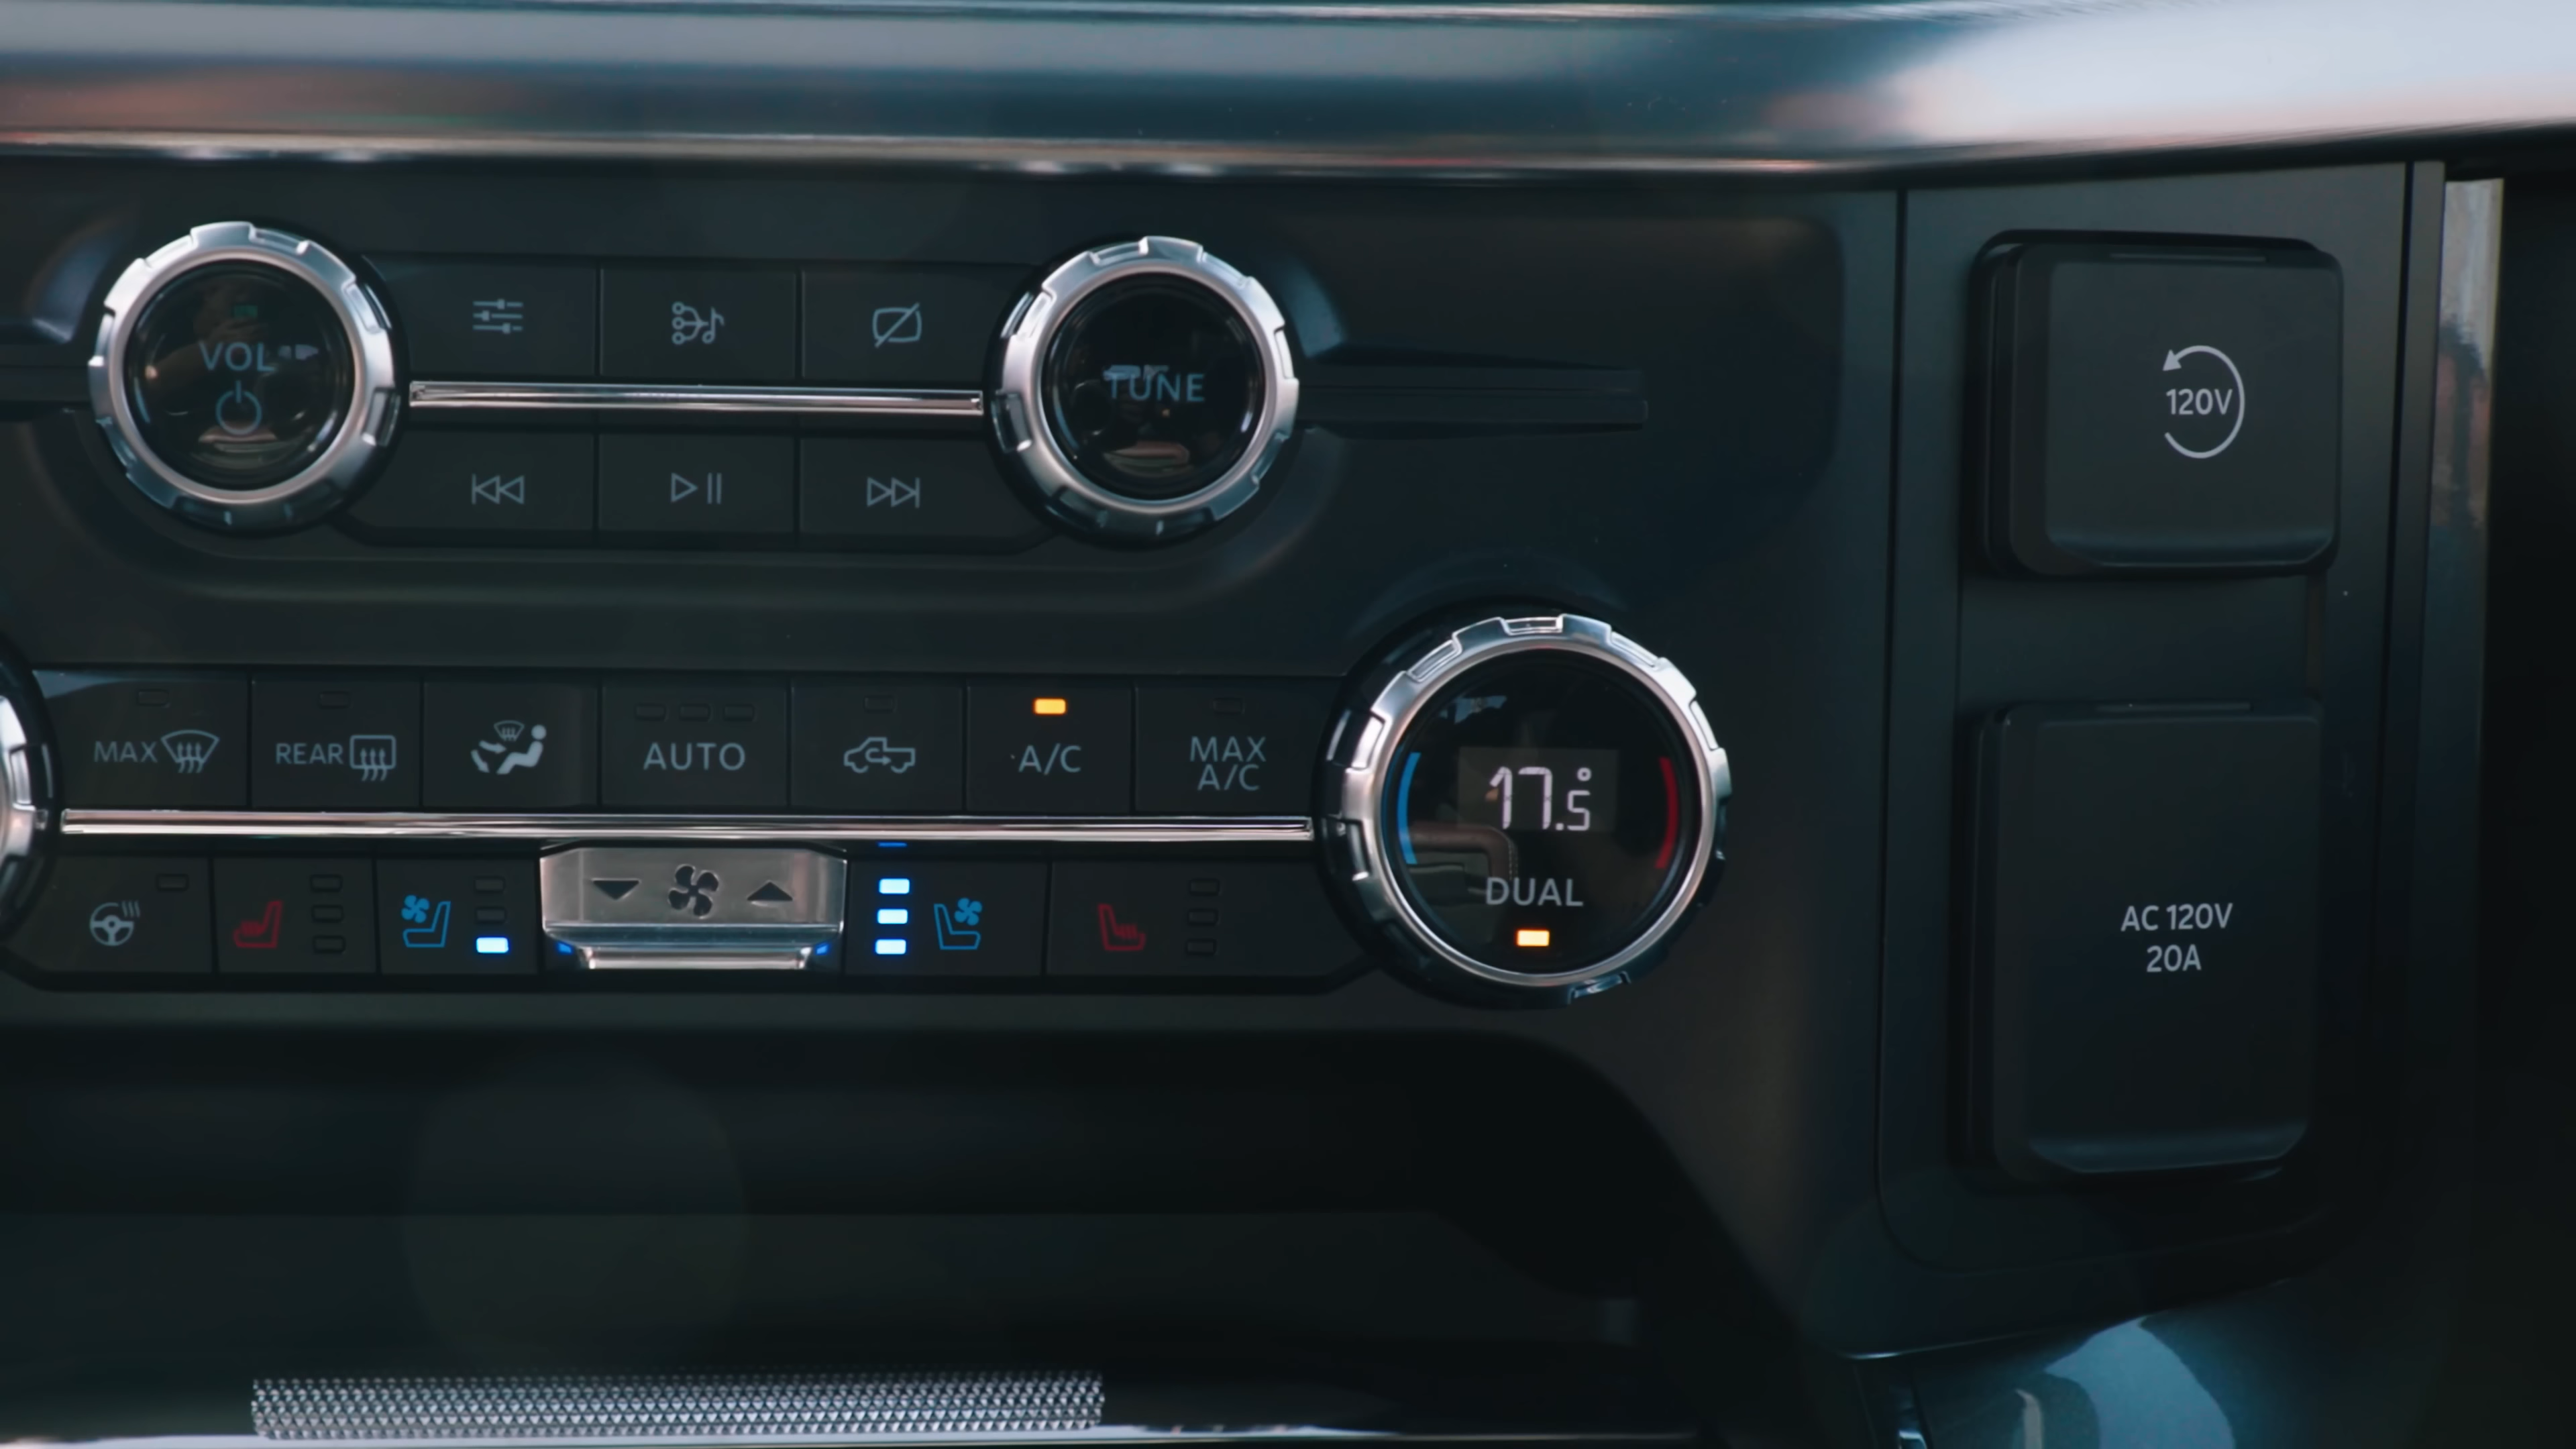 VOL
TUNE
120V
MAX
REAR
AUTO
A/C
MAX
A/C
17.5°
DUAL
AC 120V
20A